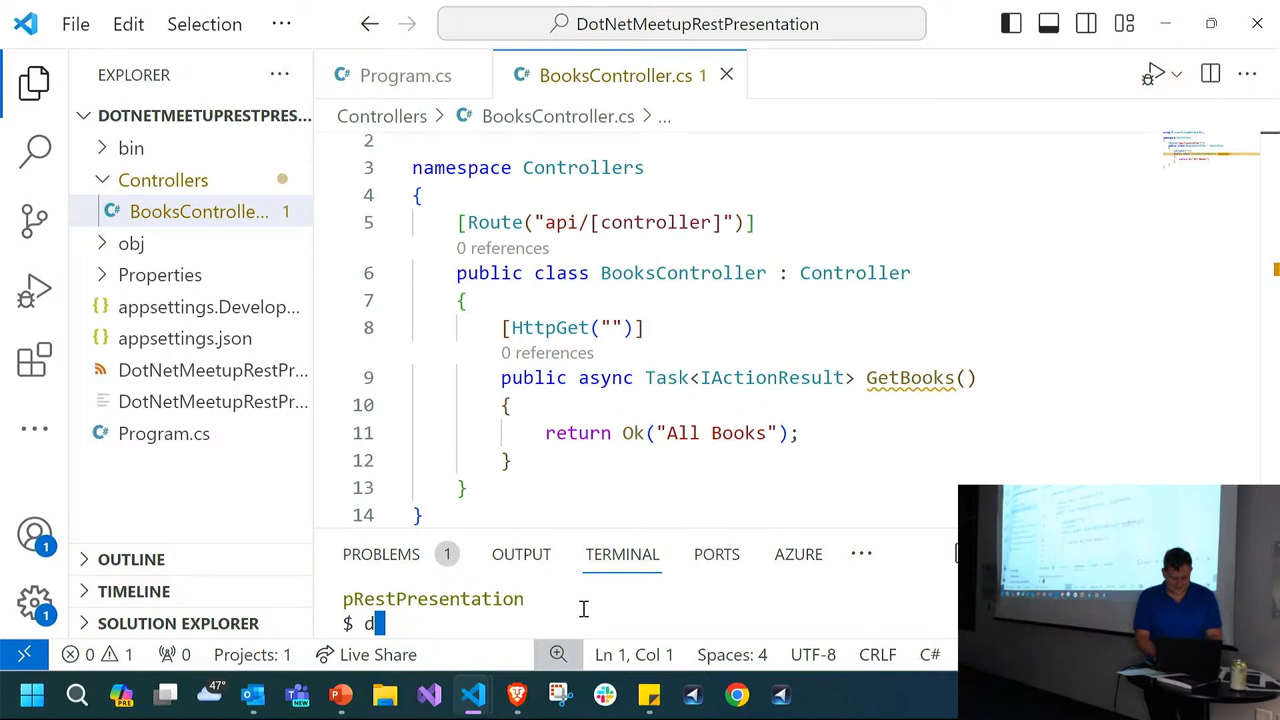 File Edit Selection ··· DotNetMeetupRestPresentation
EXPLORER ···
DOTNETMEETUPRESTPRES...
bin
Controllers
BooksControlle... 1
obj
Properties
{} appsettings.Develop...
{} appsettings.json
DotNetMeetupRestPr...
DotNetMeetupRestPr...
C# Program.cs
OUTLINE
TIMELINE
SOLUTION EXPLORER
1
1
C# Program.cs C# BooksController.cs 1
Controllers > C# BooksController.cs > ...
2
3 namespace Controllers
4 {
5 [Route("api/[controller]")]
0 references
6 public class BooksController : Controller
7 {
8 [HttpGet("")]
0 references
9 public async Task<IActionResult> GetBooks()
10 {
11 return Ok("All Books");
12 }
13 }
14 }
PROBLEMS 1 OUTPUT TERMINAL PORTS AZURE ···
pRestPresentation
$ d
0 1 0 Projects: 1 Live Share Ln 1, Col 1 Spaces: 4 UTF-8 CRLF C#
PRE 47° NEW